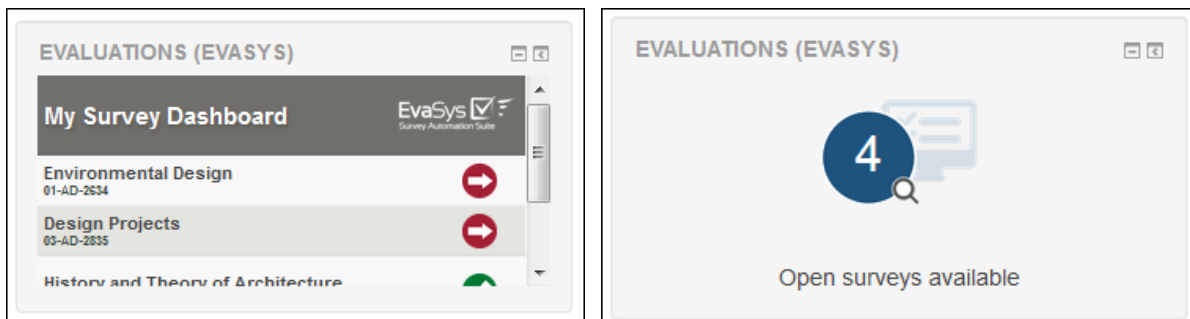 EVALUATIONS (EVASYS)
My Survey Dashboard
EvaSys
Survey Automation Suite
Environmental Design
01-AD-2634
Design Projects
03-AD-2835
History and Theory of Architecture
EVALUATIONS (EVASYS)
4
Open surveys available